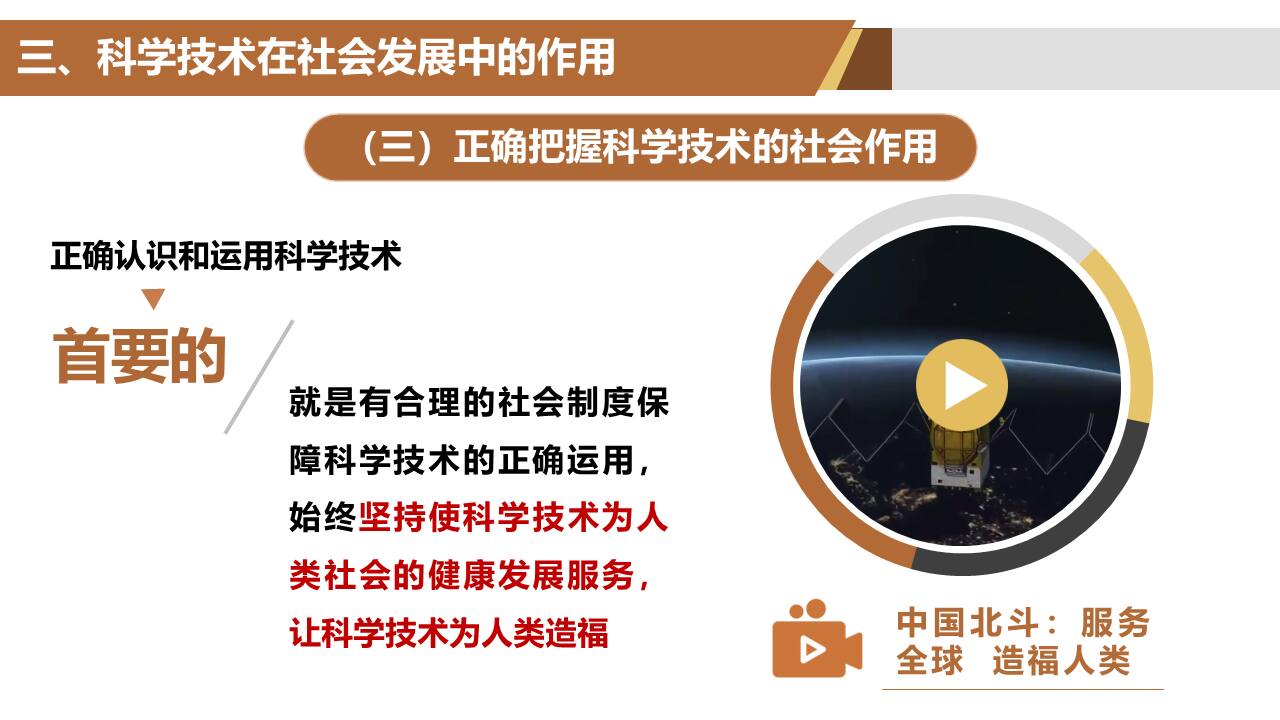 三、科学技术在社会发展中的作用
（三）正确把握科学技术的社会作用
正确认识和运用科学技术
首要的
就是有合理的社会制度保
障科学技术的正确运用，
始终坚持使科学技术为人
类社会的健康发展服务，
让科学技术为人类造福
中国北斗：服务
全球 造福人类